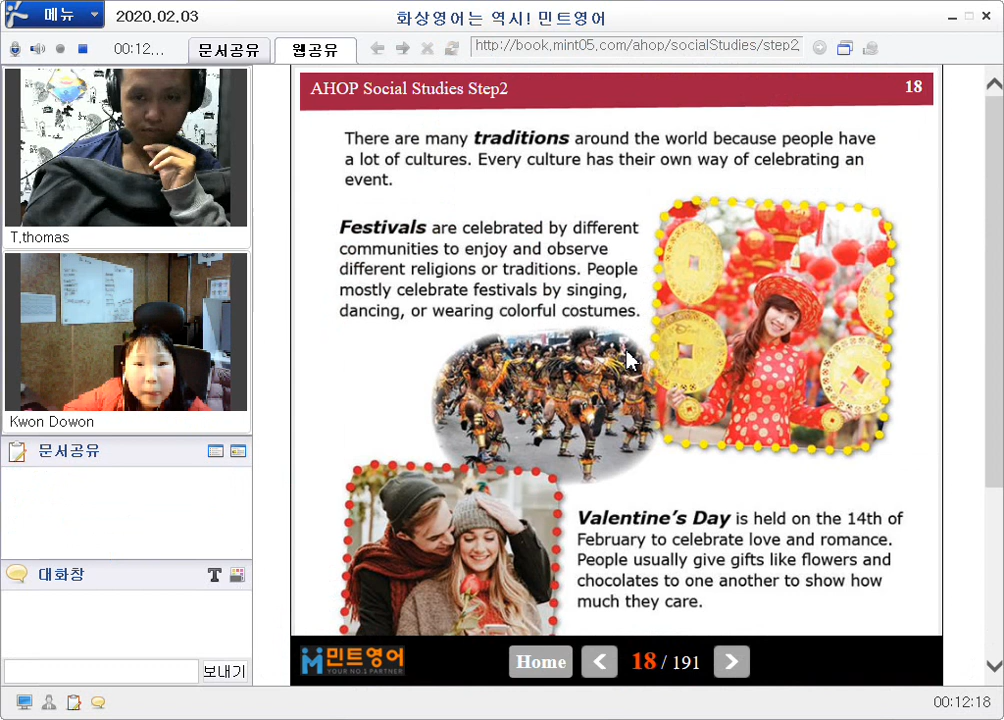 메뉴
2020.02.03
화상영어는 역시! 민트영어
00:12...
문서공유
웹공유
http://book.mint05.com/ahop/socialStudies/step2,
T.thomas
Kwon Dowon
문서공유
대화창
T
보내기
AHOP Social Studies Step2
18
There are many traditions around the world because people have
a lot of cultures. Every culture has their own way of celebrating an
event.
Festivals are celebrated by different
communities to enjoy and observe
different religions or traditions. People
mostly celebrate festivals by singing,
dancing, or wearing colorful costumes.
Valentine's Day is held on the 14th of
February to celebrate love and romance.
People usually give gifts like flowers and
chocolates to one another to show how
much they care.
민트영어
YOUR NO.1 PARTNER
Home
18 / 191
00:12:18